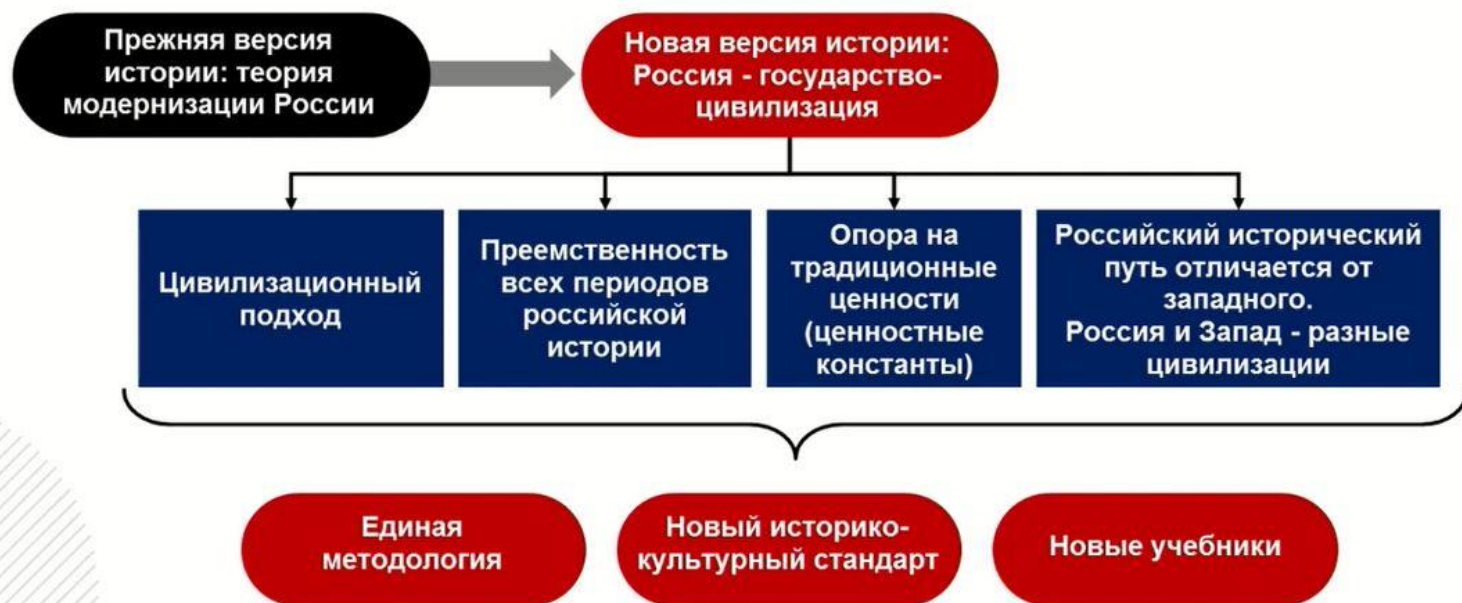 Прежняя версия
истории: теория
модернизации России
Новая версия истории:
Россия - государство-
цивилизация
Цивилизационный
подход
Преемственность
всех периодов
российской
истории
Опора на
традиционные
ценности
(ценностные
константы)
Российский исторический
путь отличается от
западного.
Россия и Запад - разные
цивилизации
Единая
методология
Новый историко-
культурный стандарт
Новые учебники